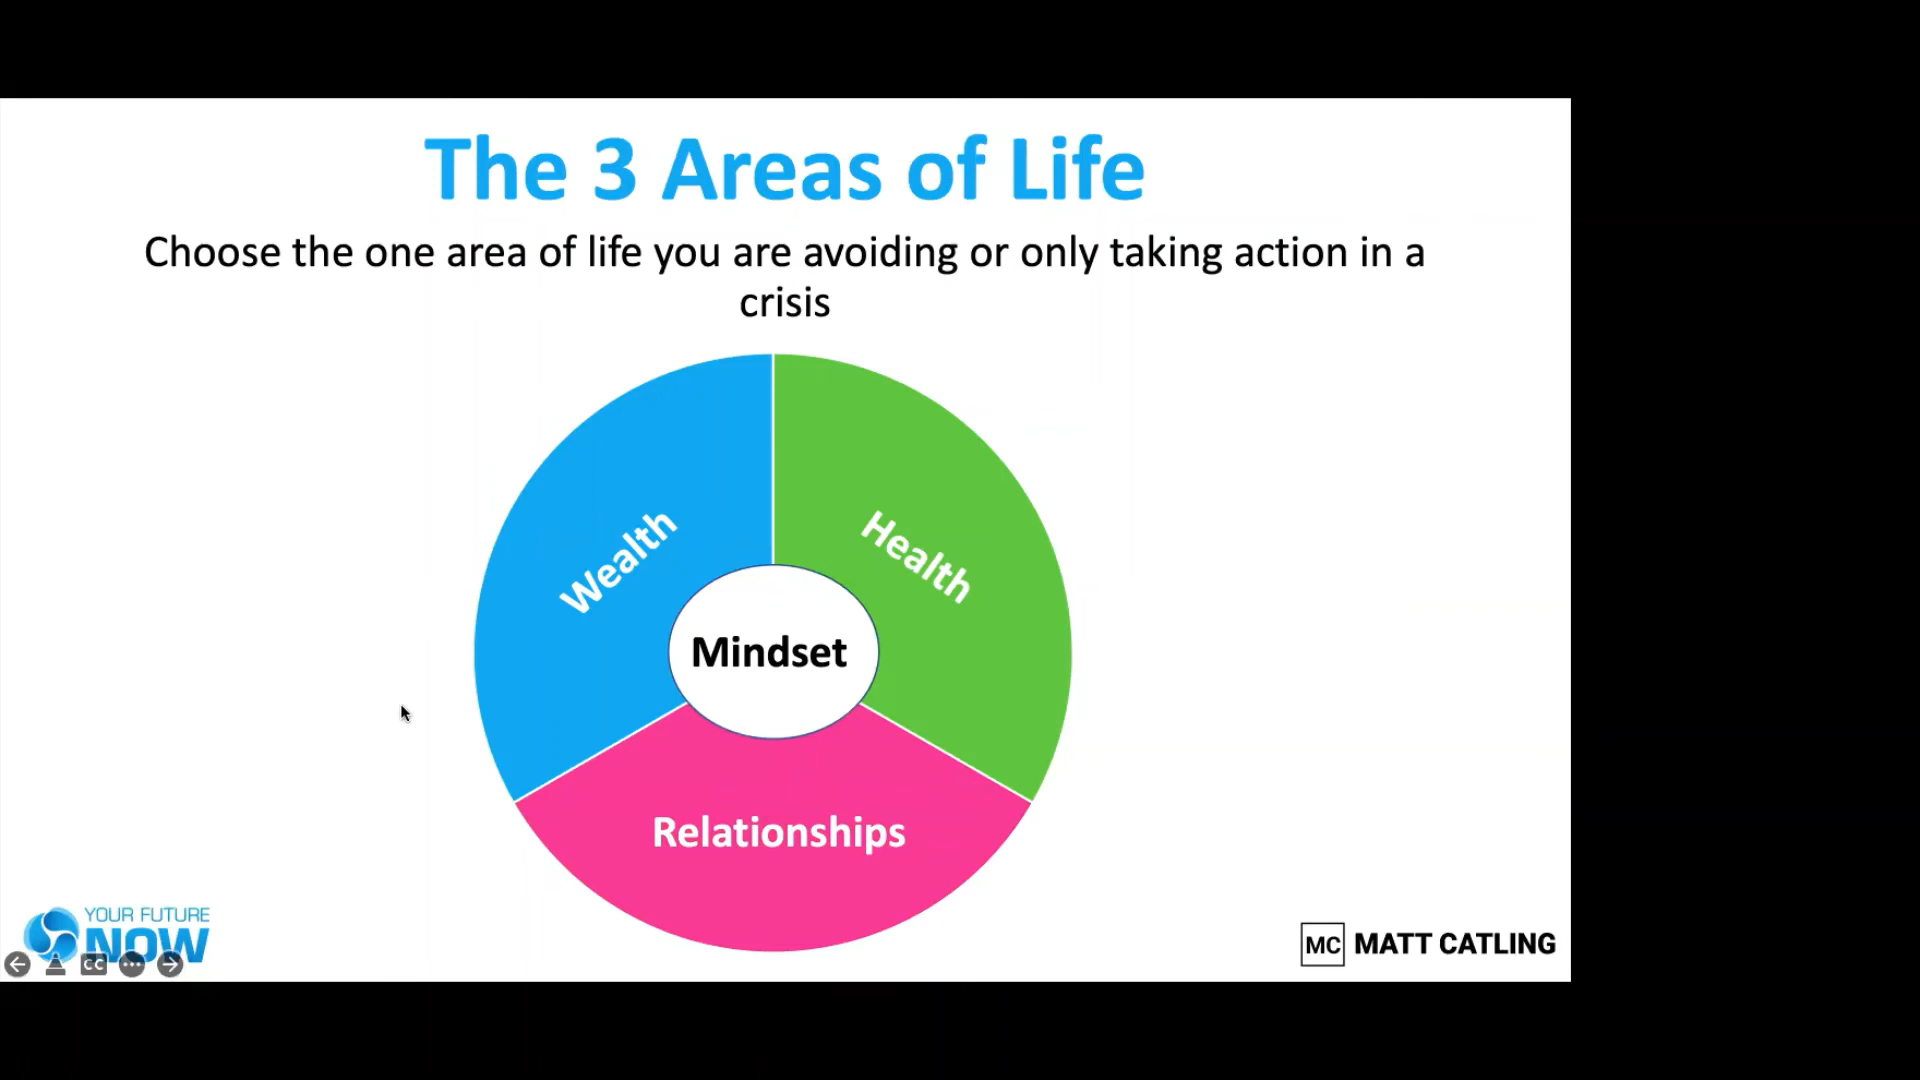 The 3 Areas of Life
Choose the one area of life you are avoiding or only taking action in a
crisis
Wealth
Health
Mindset
Relationships
YOUR FUTURE
NOW
CC
MC MATT CATLING